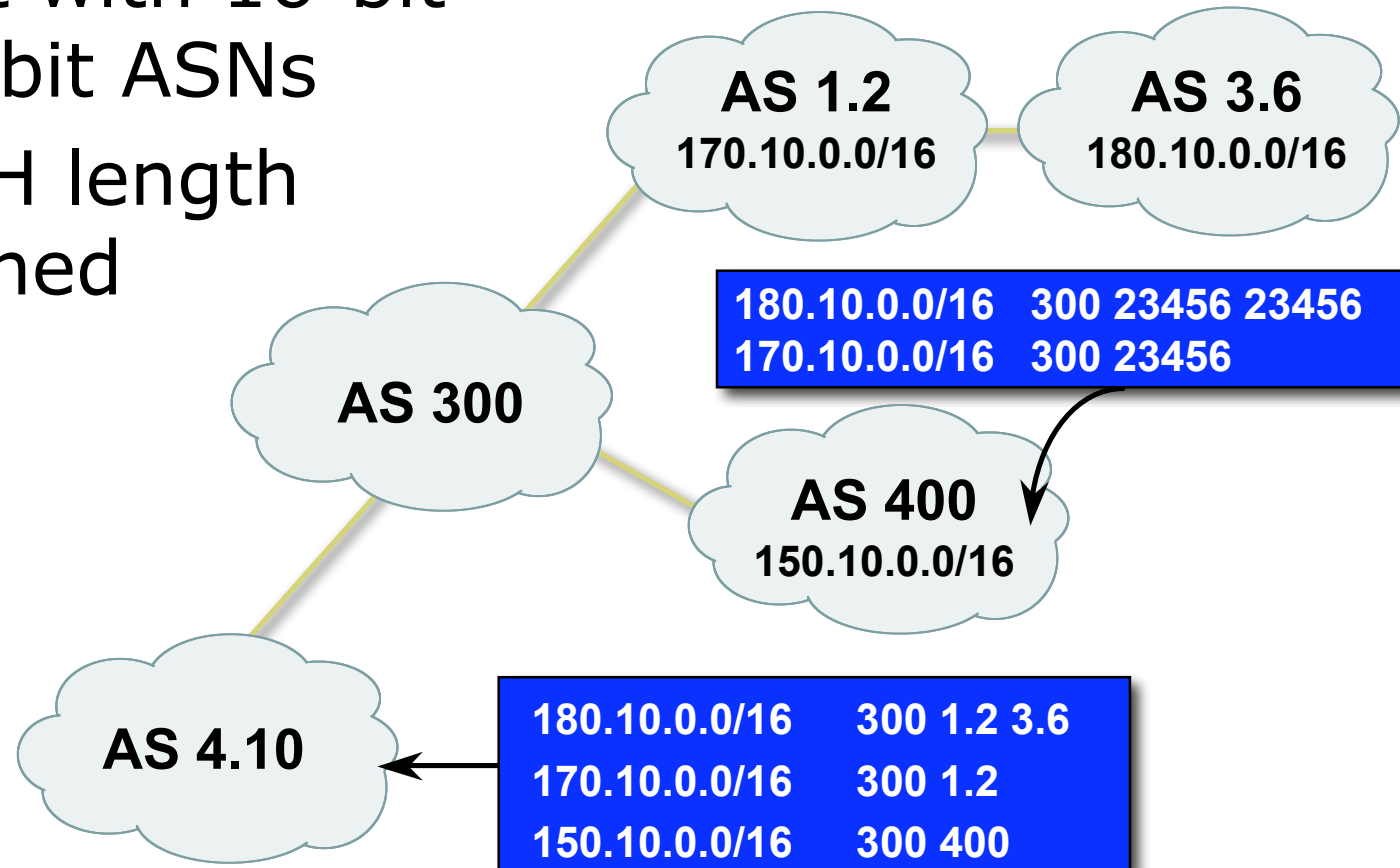 with 16-bit
bit ASNs
length
AS 1.2
170.10.0.0/16
AS 3.6
180.10.0.0/16
180.10.0.0/16 300 23456 23456
170.10.0.0/16 300 23456
AS 300
AS 400
150.10.0.0/16
AS 4.10
180.10.0.0/16 300 1.2 3.6
170.10.0.0/16 300 1.2
150.10.0.0/16 300 400